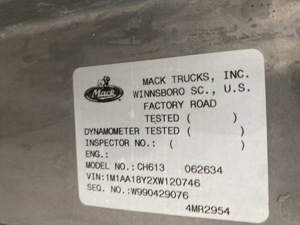 Mack
MACK TRUCKS, INC.
WINNSBORO SC., U.S.
FACTORY ROAD
TESTED ( )
DYNAMOMETER TESTED ( )
INSPECTOR NO.: ( )
ENG.:
MODEL NO.: CH613 062634
VIN:1M1AA18Y2XW120746
SEQ. NO.:W990429076
4MR2954